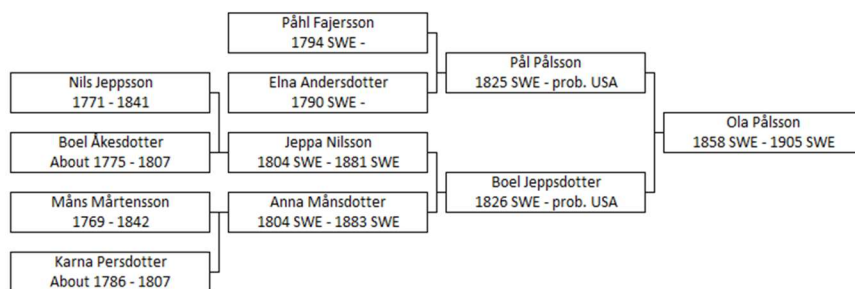 Påhl Fajersson
1794 SWE -
Elna Andersdotter
1790 SWE -
Pål Pålsson
1825 SWE - prob. USA
Nils Jeppsson
1771 - 1841
Boel Åkesdotter
About 1775 - 1807
Jeppa Nilsson
1804 SWE - 1881 SWE
Ola Pålsson
1858 SWE - 1905 SWE
Måns Mårtensson
1769 - 1842
Anna Månsdotter
1804 SWE - 1883 SWE
Boel Jeppsdotter
1826 SWE - prob. USA
Karna Persdotter
About 1786 - 1807